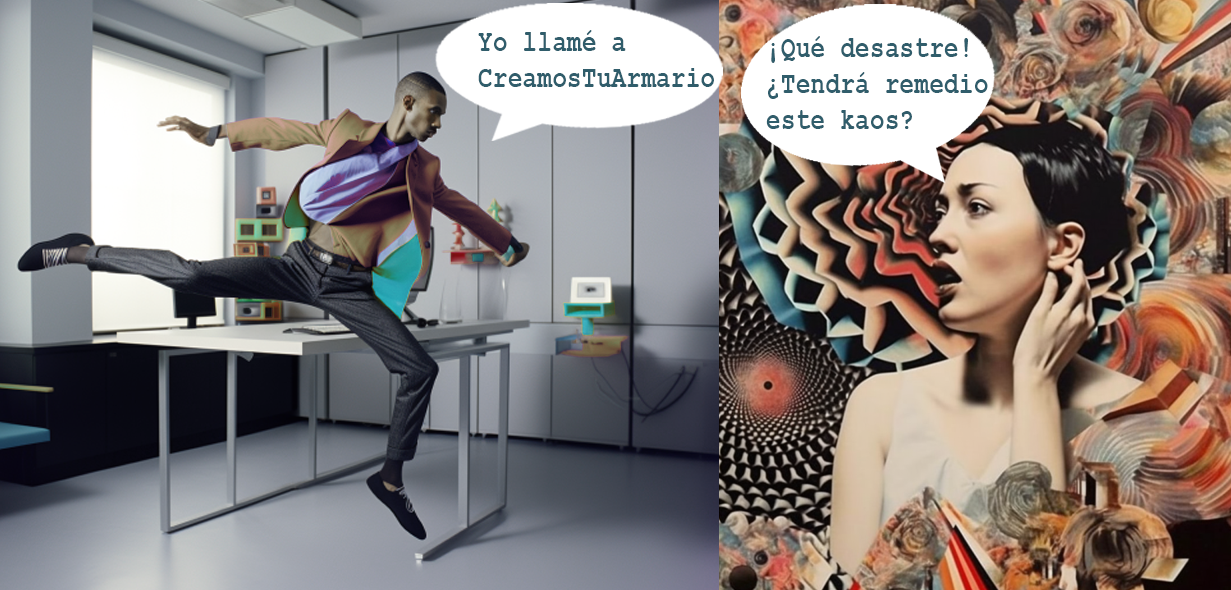 Yo llamé a
CreamosTuArmario
¡Qué desastre!
¿Tendrá remedio
este kaos?